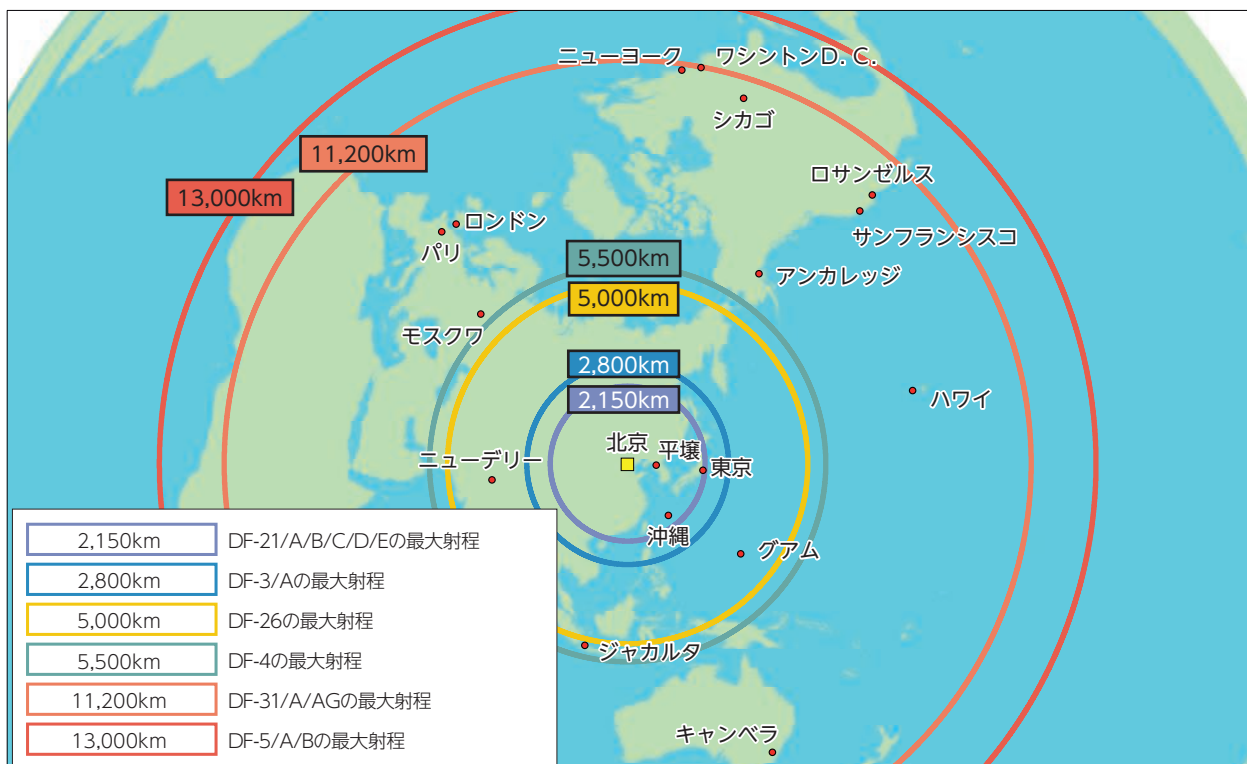 ニューヨーク
ワシントンD.C.
シカゴ
11,200km
ロサンゼルス
13,000km
ロンドン
サンフランシスコ
パリ
5,500km
アンカレッジ
5,000km
モスクワ
2,800km
2,150km
ハワイ
北京
平壌
ニューデリー
東京
沖縄
グアム
ジャカルタ
キャンベラ
2,150km DF-21/A/B/C/D/Eの最大射程
2,800km DF-3/Aの最大射程
5,000km DF-26の最大射程
5,500km DF-4の最大射程
11,200km DF-31/A/AGの最大射程
13,000km DF-5/A/Bの最大射程